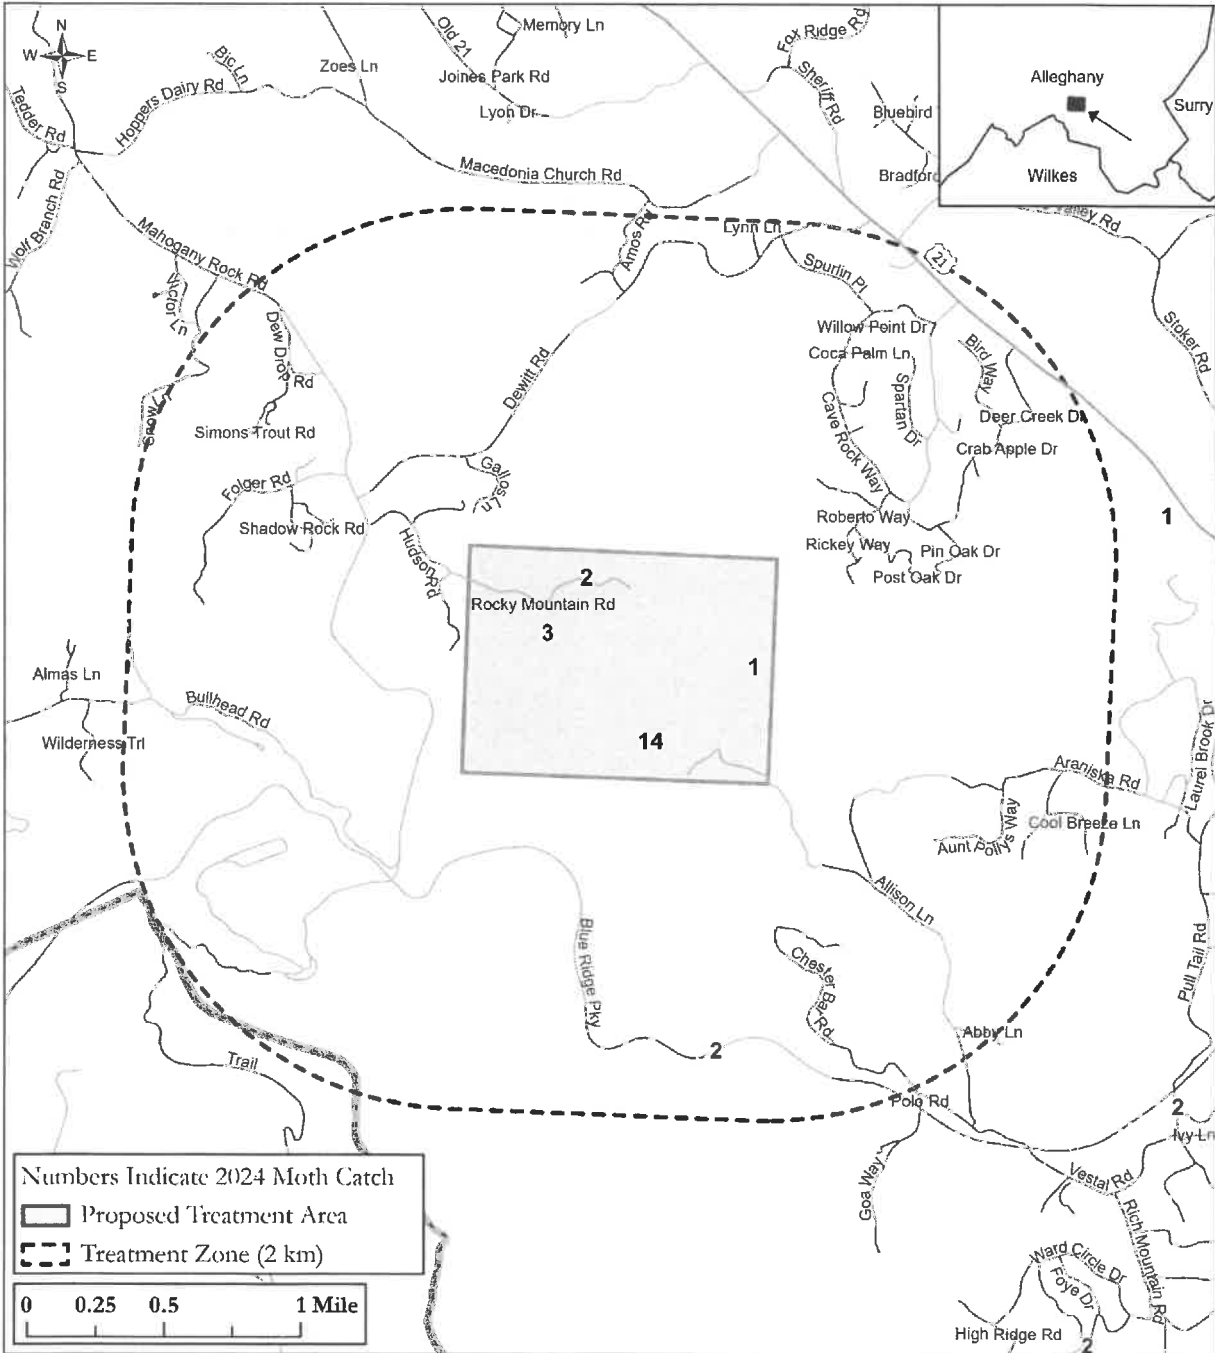 N
W E
S
Tedder Rd
Hoppers Dairy Rd
Bic Ln
Zoes Ln
Old 21
Memory Ln
Joines Park Rd
Lyon Dr
Fox Ridge Rd
Sheriff Rd
Bluebird
Bradford
Alleghany
Surry
Wilkes
Valley Rd
Wolf Branch Rd
Mahogany Rock Rd
Victor Ln
Macedonia Church Rd
Amos Rd
Lynn Ln
Spurlin Pl
21
Stoker Rd
Willow Point Dr
Coca Palm Ln
Bird Way
Spartan Dr
Cave Rock Way
Deer Creek Dr
Crab Apple Dr
Dew Drop Rd
Snow Ln
Simons Trout Rd
Dewitt Rd
Gallos Ln
Folger Rd
Shadow Rock Rd
Hudson Rd
Roberto Way
Rickey Way
Pin Oak Dr
Post Oak Dr
1
2
Rocky Mountain Rd
3
1
14
Almas Ln
Bullhead Rd
Wilderness Trl
Araniska Rd
Laurel Brook Dr
Cool Breeze Ln
Aunt Pollys Way
Allison Ln
Blue Ridge Pky
Chester Bar Rd
Pull Tail Rd
Abby Ln
2
Trail
Polo Rd
2
Ivy Ln
Goa Way
Vestal Rd
Rich Mountain Rd
Ward Circle Dr
Foye Dr
High Ridge Rd
2
Numbers Indicate 2024 Moth Catch
Proposed Treatment Area
Treatment Zone (2 km)
0 0.25 0.5 1 Mile